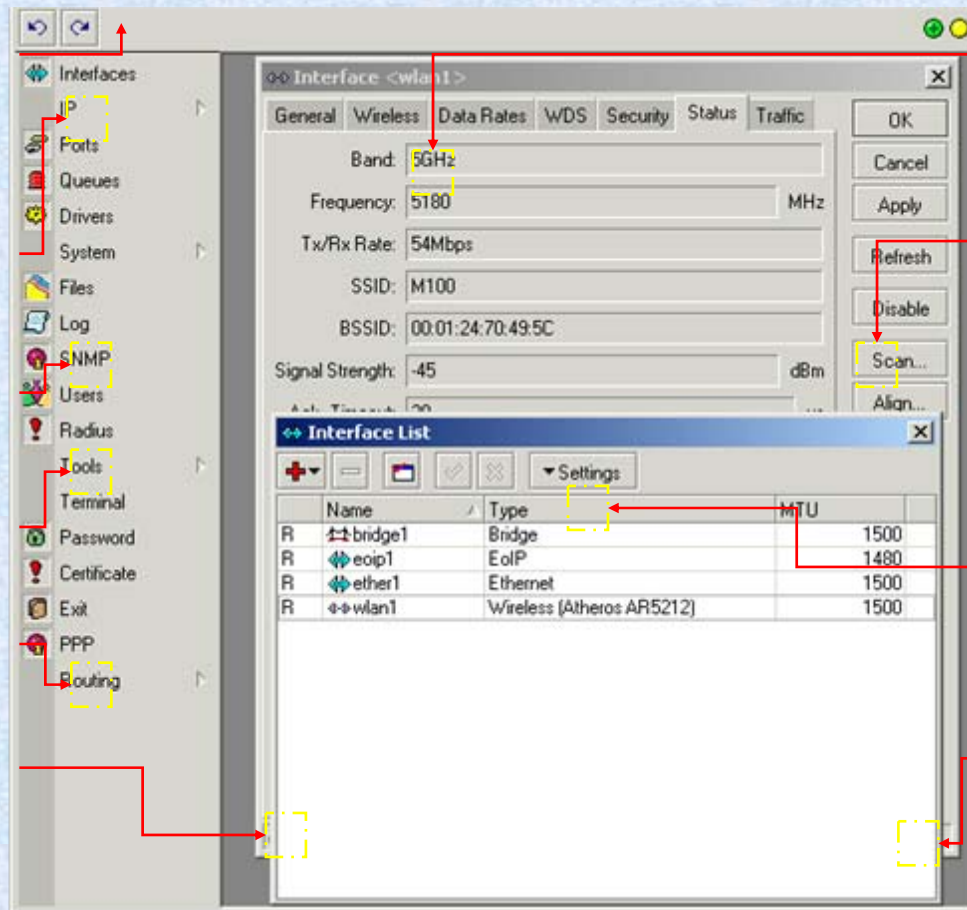 Interfaces
IP
Ports
Queues
Drivers
System
Files
Log
SNMP
Users
Radius
Tools
Terminal
Password
Certificate
Exit
PPP
Routing
Interface <wlan1>
General Wireless Data Rates WDS Security Status Traffic
Band: 5GHz
Frequency: 5180 MHz
Tx/Rx Rate: 54Mbps
SSID: M100
BSSID: 00:01:24:70:49:5C
Signal Strength: -45 dBm
OK
Cancel
Apply
Refresh
Disable
Scan...
Align...
Interface List
Settings
Name Type MTU
R bridge1 Bridge 1500
R eoip1 EoIP 1480
R ether1 Ethernet 1500
R wlan1 Wireless (Atheros AR5212) 1500